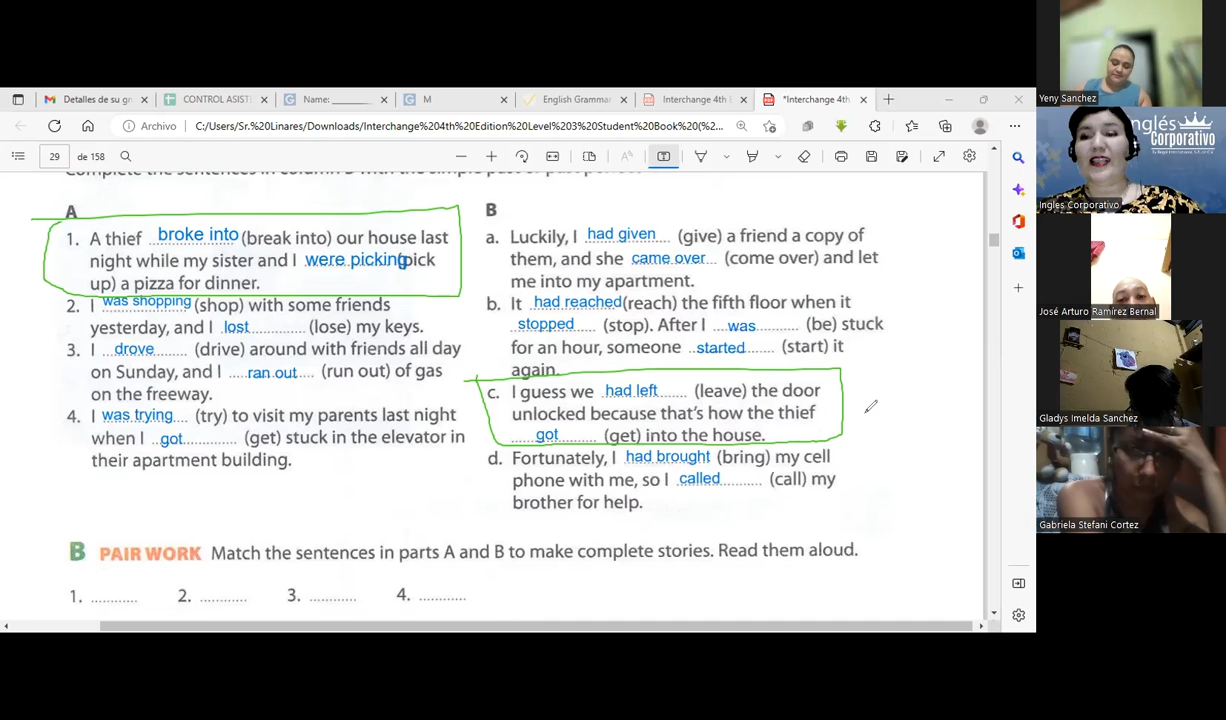 Detalles de su gr
CONTROL ASIST
Name: ________
M
English Grammar
Interchange 4th E
*Interchange 4th
Archivo
C:/Users/Sr.%20Linares/Downloads/Interchange%204th%20Edition%20Level%203%20Student%20Book%20(%2...
29 de 158
A
1. A thief broke into (break into) our house last
night while my sister and I were picking (pick
up) a pizza for dinner.
2. I was shopping (shop) with some friends
yesterday, and I lost (lose) my keys.
3. I drove (drive) around with friends all day
on Sunday, and I ran out (run out) of gas
on the freeway.
4. I was trying (try) to visit my parents last night
when I got (get) stuck in the elevator in
their apartment building.
B
a. Luckily, I had given (give) a friend a copy of
them, and she came over (come over) and let
me into my apartment.
b. It had reached (reach) the fifth floor when it
stopped (stop). After I was (be) stuck
for an hour, someone started (start) it
again.
c. I guess we had left (leave) the door
unlocked because that's how the thief
got (get) into the house.
d. Fortunately, I had brought (bring) my cell
phone with me, so I called (call) my
brother for help.
B PAIR WORK Match the sentences in parts A and B to make complete stories. Read them aloud.
1. ............ 2. ............ 3. ............ 4. ............
Yeny Sanchez
Inglés
Corporativo
Ingles Corporativo
José Arturo Ramírez Bernal
Gladys Imelda Sanchez
Gabriela Stefani Cortez